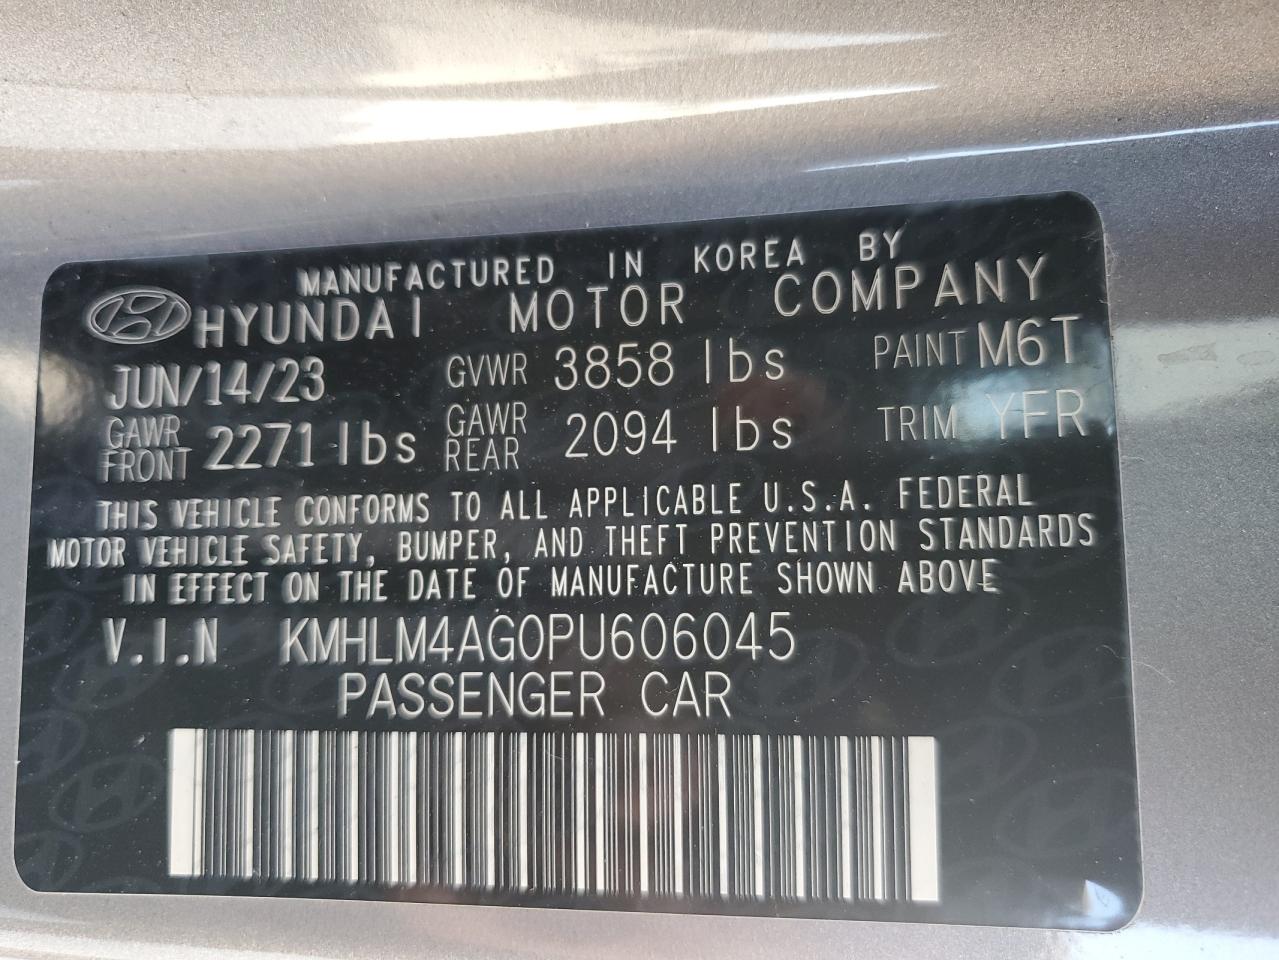 MANUFACTURED IN KOREA BY
HYUNDAI MOTOR COMPANY
JUN/14/23 GVWR 3858 lbs PAINT M6T
GAWR FRONT 2271 lbs GAWR REAR 2094 lbs TRIM YFR
THIS VEHICLE CONFORMS TO ALL APPLICABLE U.S.A. FEDERAL
MOTOR VEHICLE SAFETY, BUMPER, AND THEFT PREVENTION STANDARDS
IN EFFECT ON THE DATE OF MANUFACTURE SHOWN ABOVE
V.I.N KMHLM4AG0PU606045
PASSENGER CAR